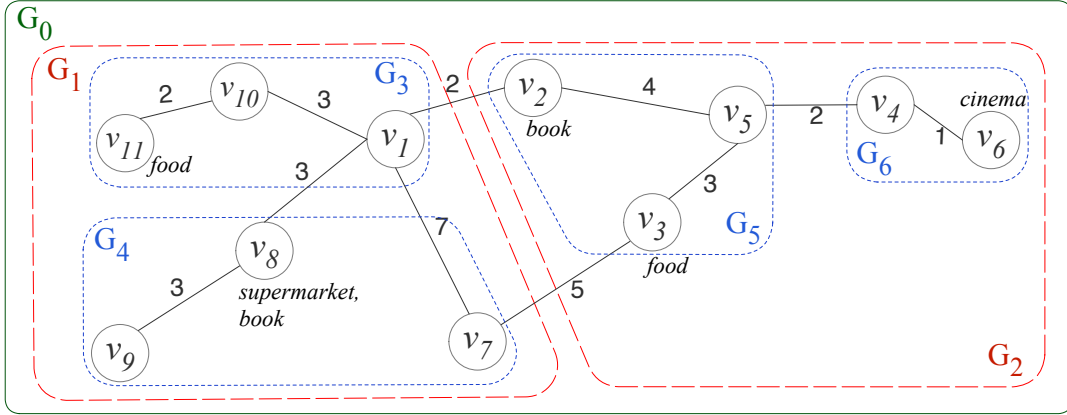 G0
G1
G3
2
v2
4
v10
2
3
v1
v5
2
v4
cinema
1
v6
G6
v11
food
book
3
3
v3
G5
food
G4
v8
7
supermarket,
book
3
5
v9
v7
G2